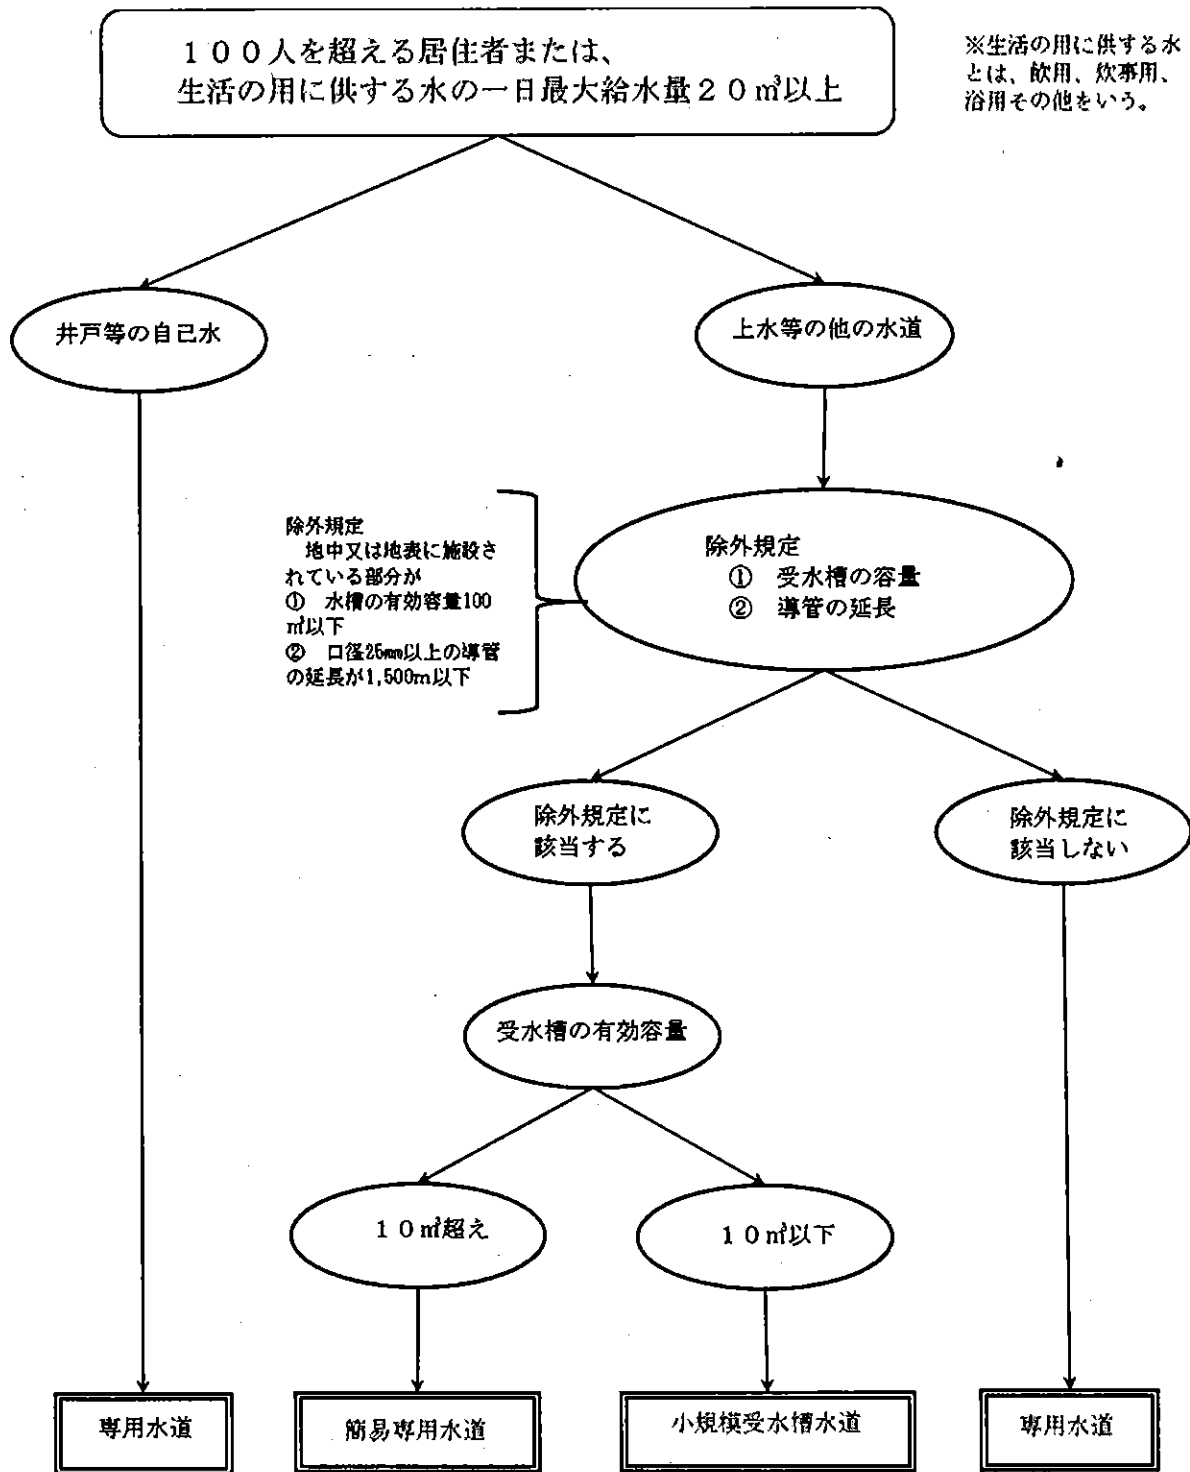 100人を超える居住者または、
生活の用に供する水の一日最大給水量20㎥以上
※生活の用に供する水
とは、飲用、炊事用、
浴用その他をいう。
井戸等の自己水
上水等の他の水道
除外規定
地中又は地表に施設さ
れている部分が
① 水槽の有効容量100
㎥以下
② 口径25mm以上の導管
の延長が1,500m以下
除外規定
① 受水槽の容量
② 導管の延長
除外規定に
該当する
除外規定に
該当しない
受水槽の有効容量
10㎥超え
10㎥以下
専用水道
簡易専用水道
小規模受水槽水道
専用水道